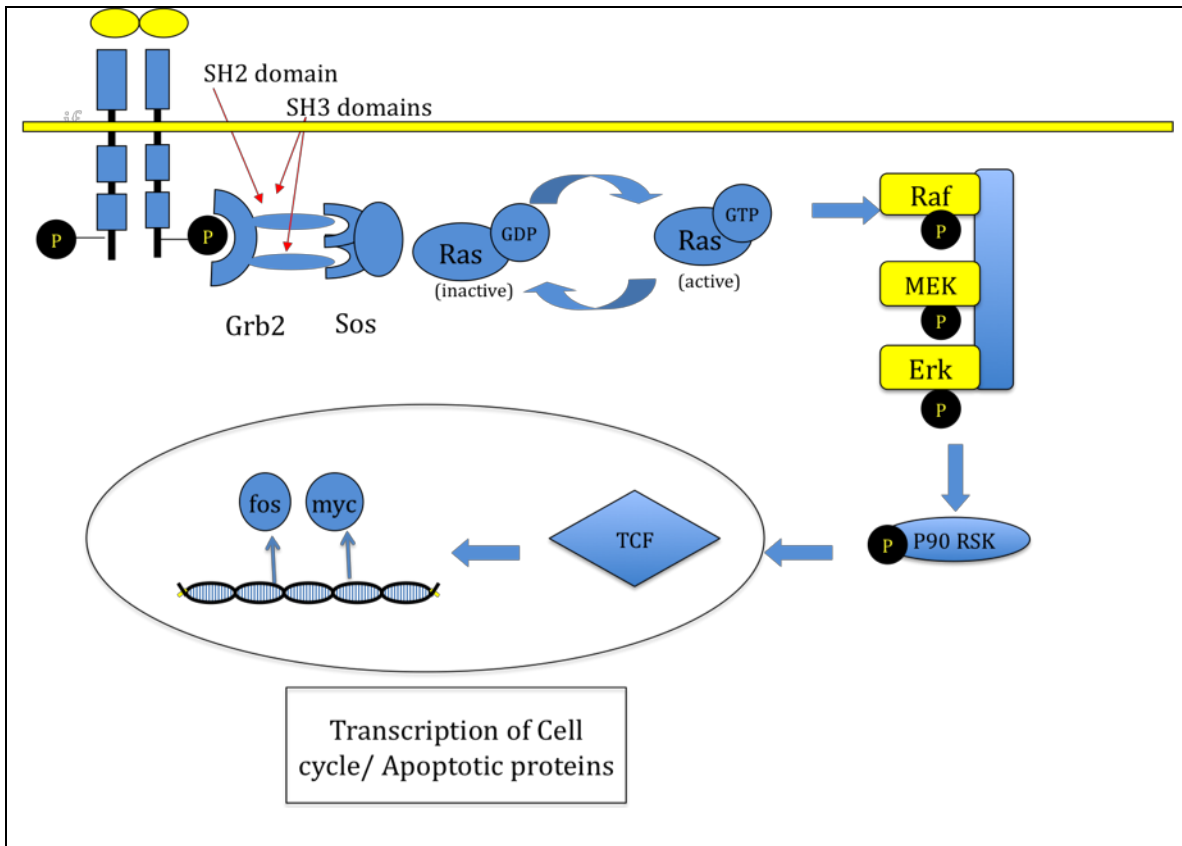 SH2 domain
SH3 domains
P
P
Grb2
Sos
Ras
GDP
(inactive)
Ras
GTP
(active)
Raf
P
MEK
P
Erk
P
P
P90 RSK
TCF
fos
myc
Transcription of Cell
cycle/ Apoptotic proteins